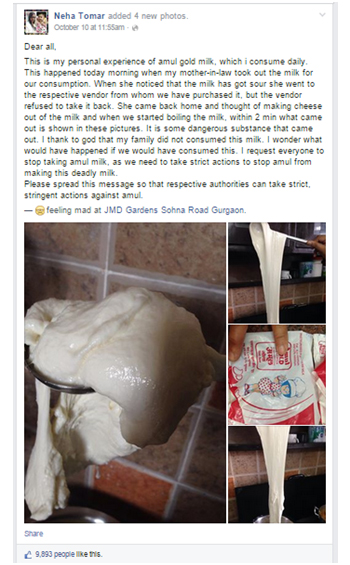 Neha Tomar added 4 new photos.
October 10 at 11:55am ·
Dear all,
This is my personal experience of amul gold milk, which i consume daily.
This happened today morning when my mother-in-law took out the milk for
our consumption. When she noticed that the milk has got sour she went to
the respective vendor from whom we have purchased it, but the vendor
refused to take it back. She came back home and thought of making cheese
out of the milk and when we started boiling the milk, within 2 min what came
out is shown in these pictures. It is some dangerous substance that came
out. I thank to god that my family did not consumed this milk. I wonder what
would have happened if we would have consumed this. I request everyone to
stop taking amul milk, as we need to take strict actions to stop amul from
making this deadly milk.
Please spread this message so that respective authorities can take strict,
stringent actions against amul.
— feeling mad at JMD Gardens Sohna Road Gurgaon.
Share
9,893 people like this.